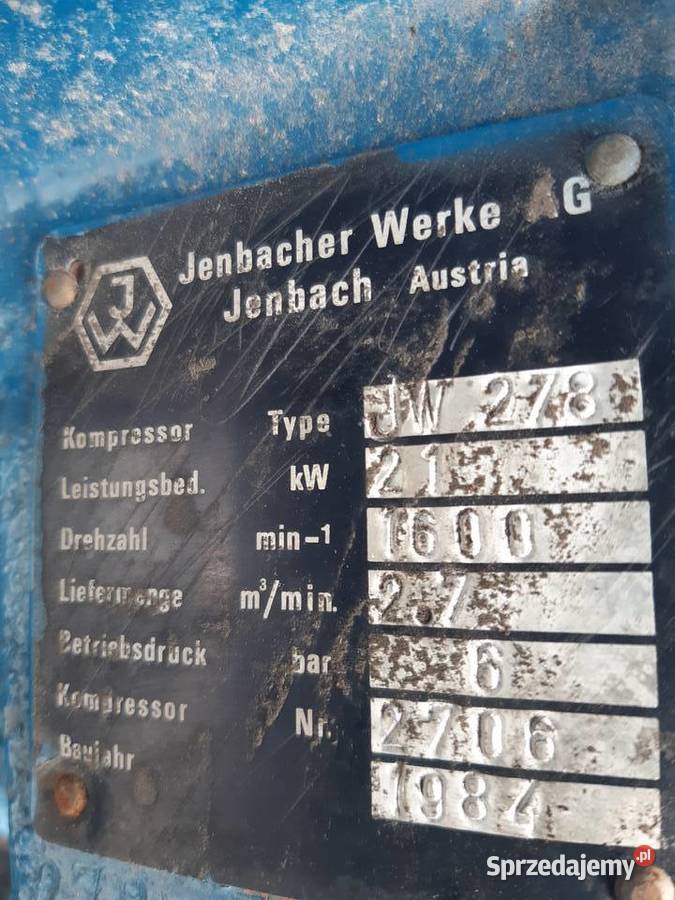 JW
Jenbacher Werke AG
Jenbach Austria
Kompressor Type JW 278
Leistungsbed. kW 21
Drehzahl min-1 1600
Liefermenge m³/min. 2.7
Betriebsdruck bar 6
Kompressor Nr. 2706
Baujahr 1984
Sprzedajemy.pl